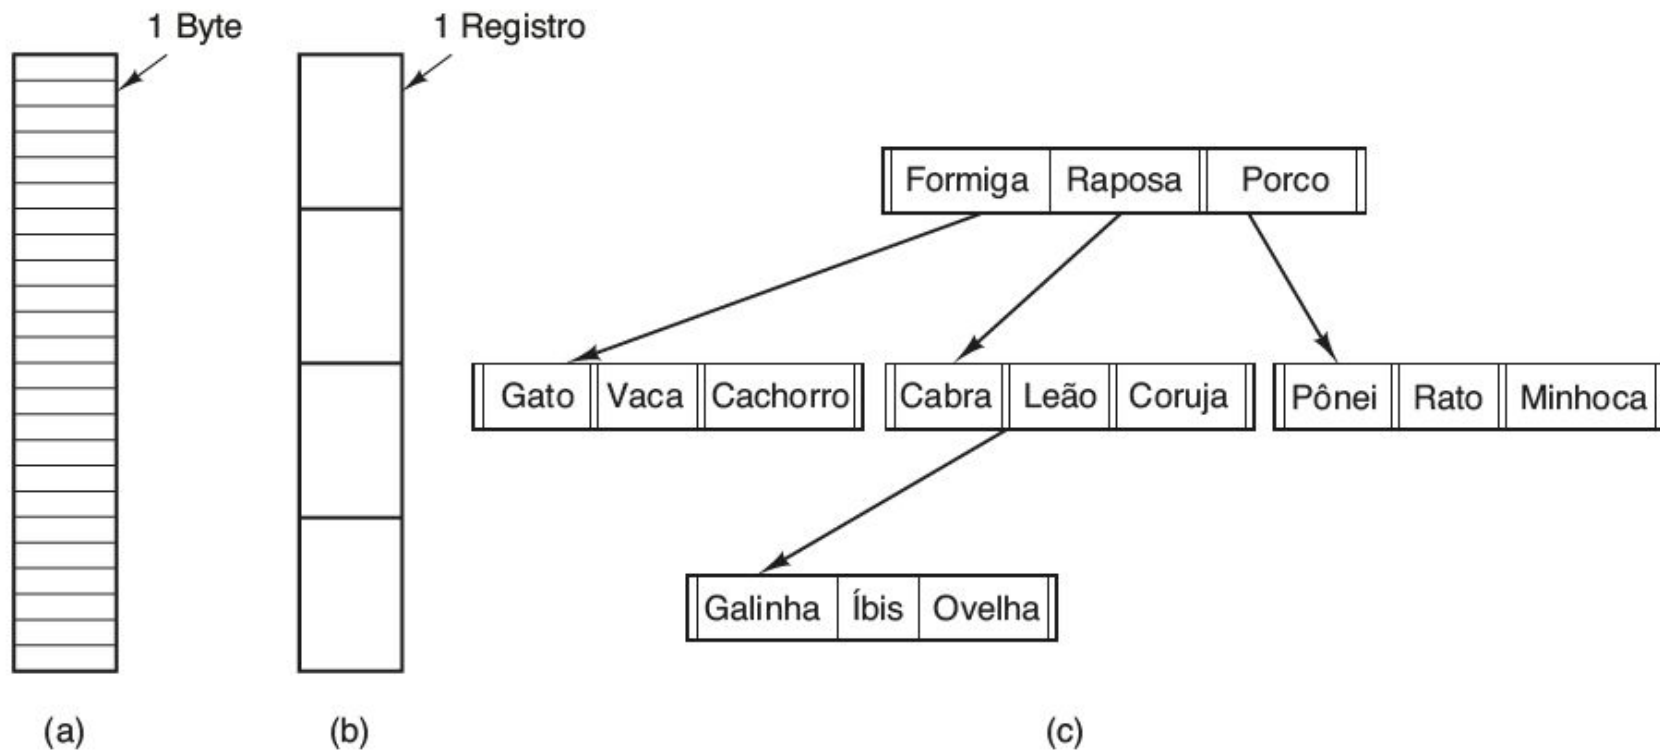 1 Byte
1 Registro
Formiga Raposa Porco
Gato Vaca Cachorro
Cabra Leão Coruja
Pônei Rato Minhoca
Galinha Íbis Ovelha
(a)
(b)
(c)